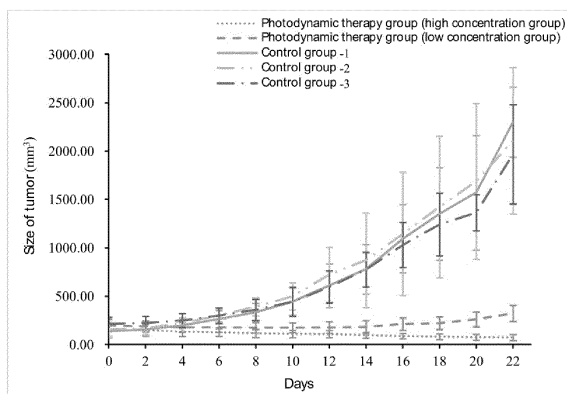 Photodynamic therapy group (high concentration group)
Photodynamic therapy group (low concentration group)
Control group -1
Control group -2
Control group -3
3000.00
2500.00
2000.00
1500.00
1000.00
500.00
0.00
Size of tumor (mm³)
0 2 4 6 8 10 12 14 16 18 20 22
Days